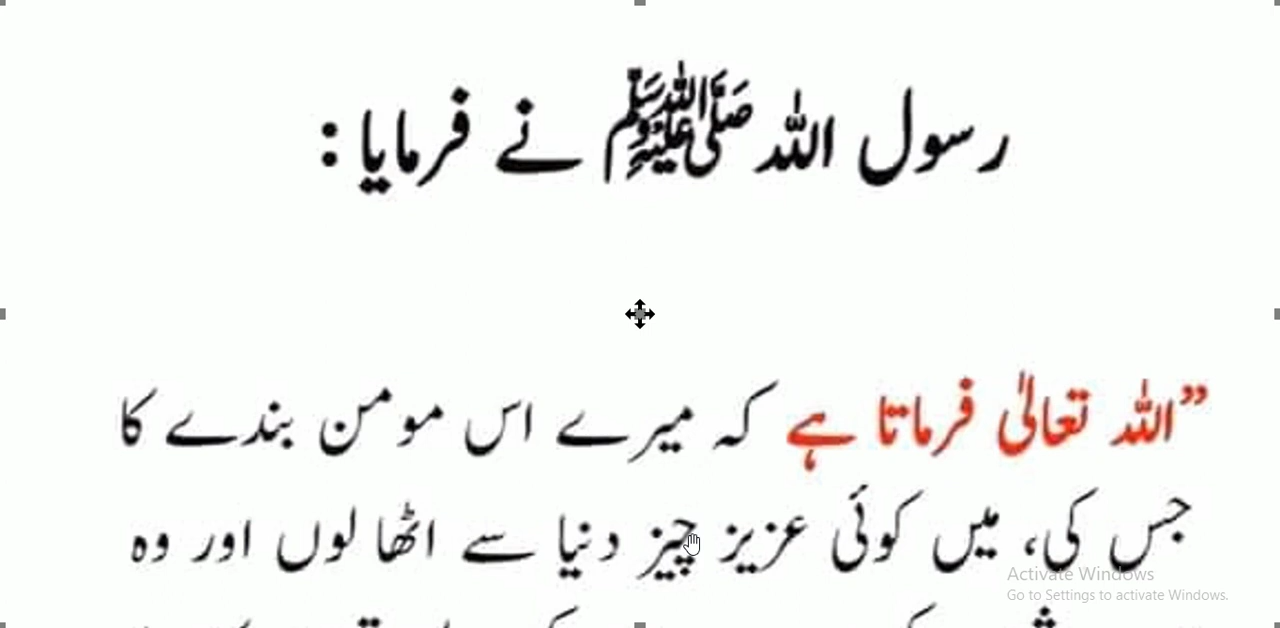 رسول اللہ ﷺ نے فرمایا :
”اللہ تعالیٰ فرماتا ہے کہ میرے اس مومن بندے کا
جس کی، میں کوئی عزیز چیز دنیا سے اٹھا لوں اور وہ
Activate Windows
Go to Settings to activate Windows.